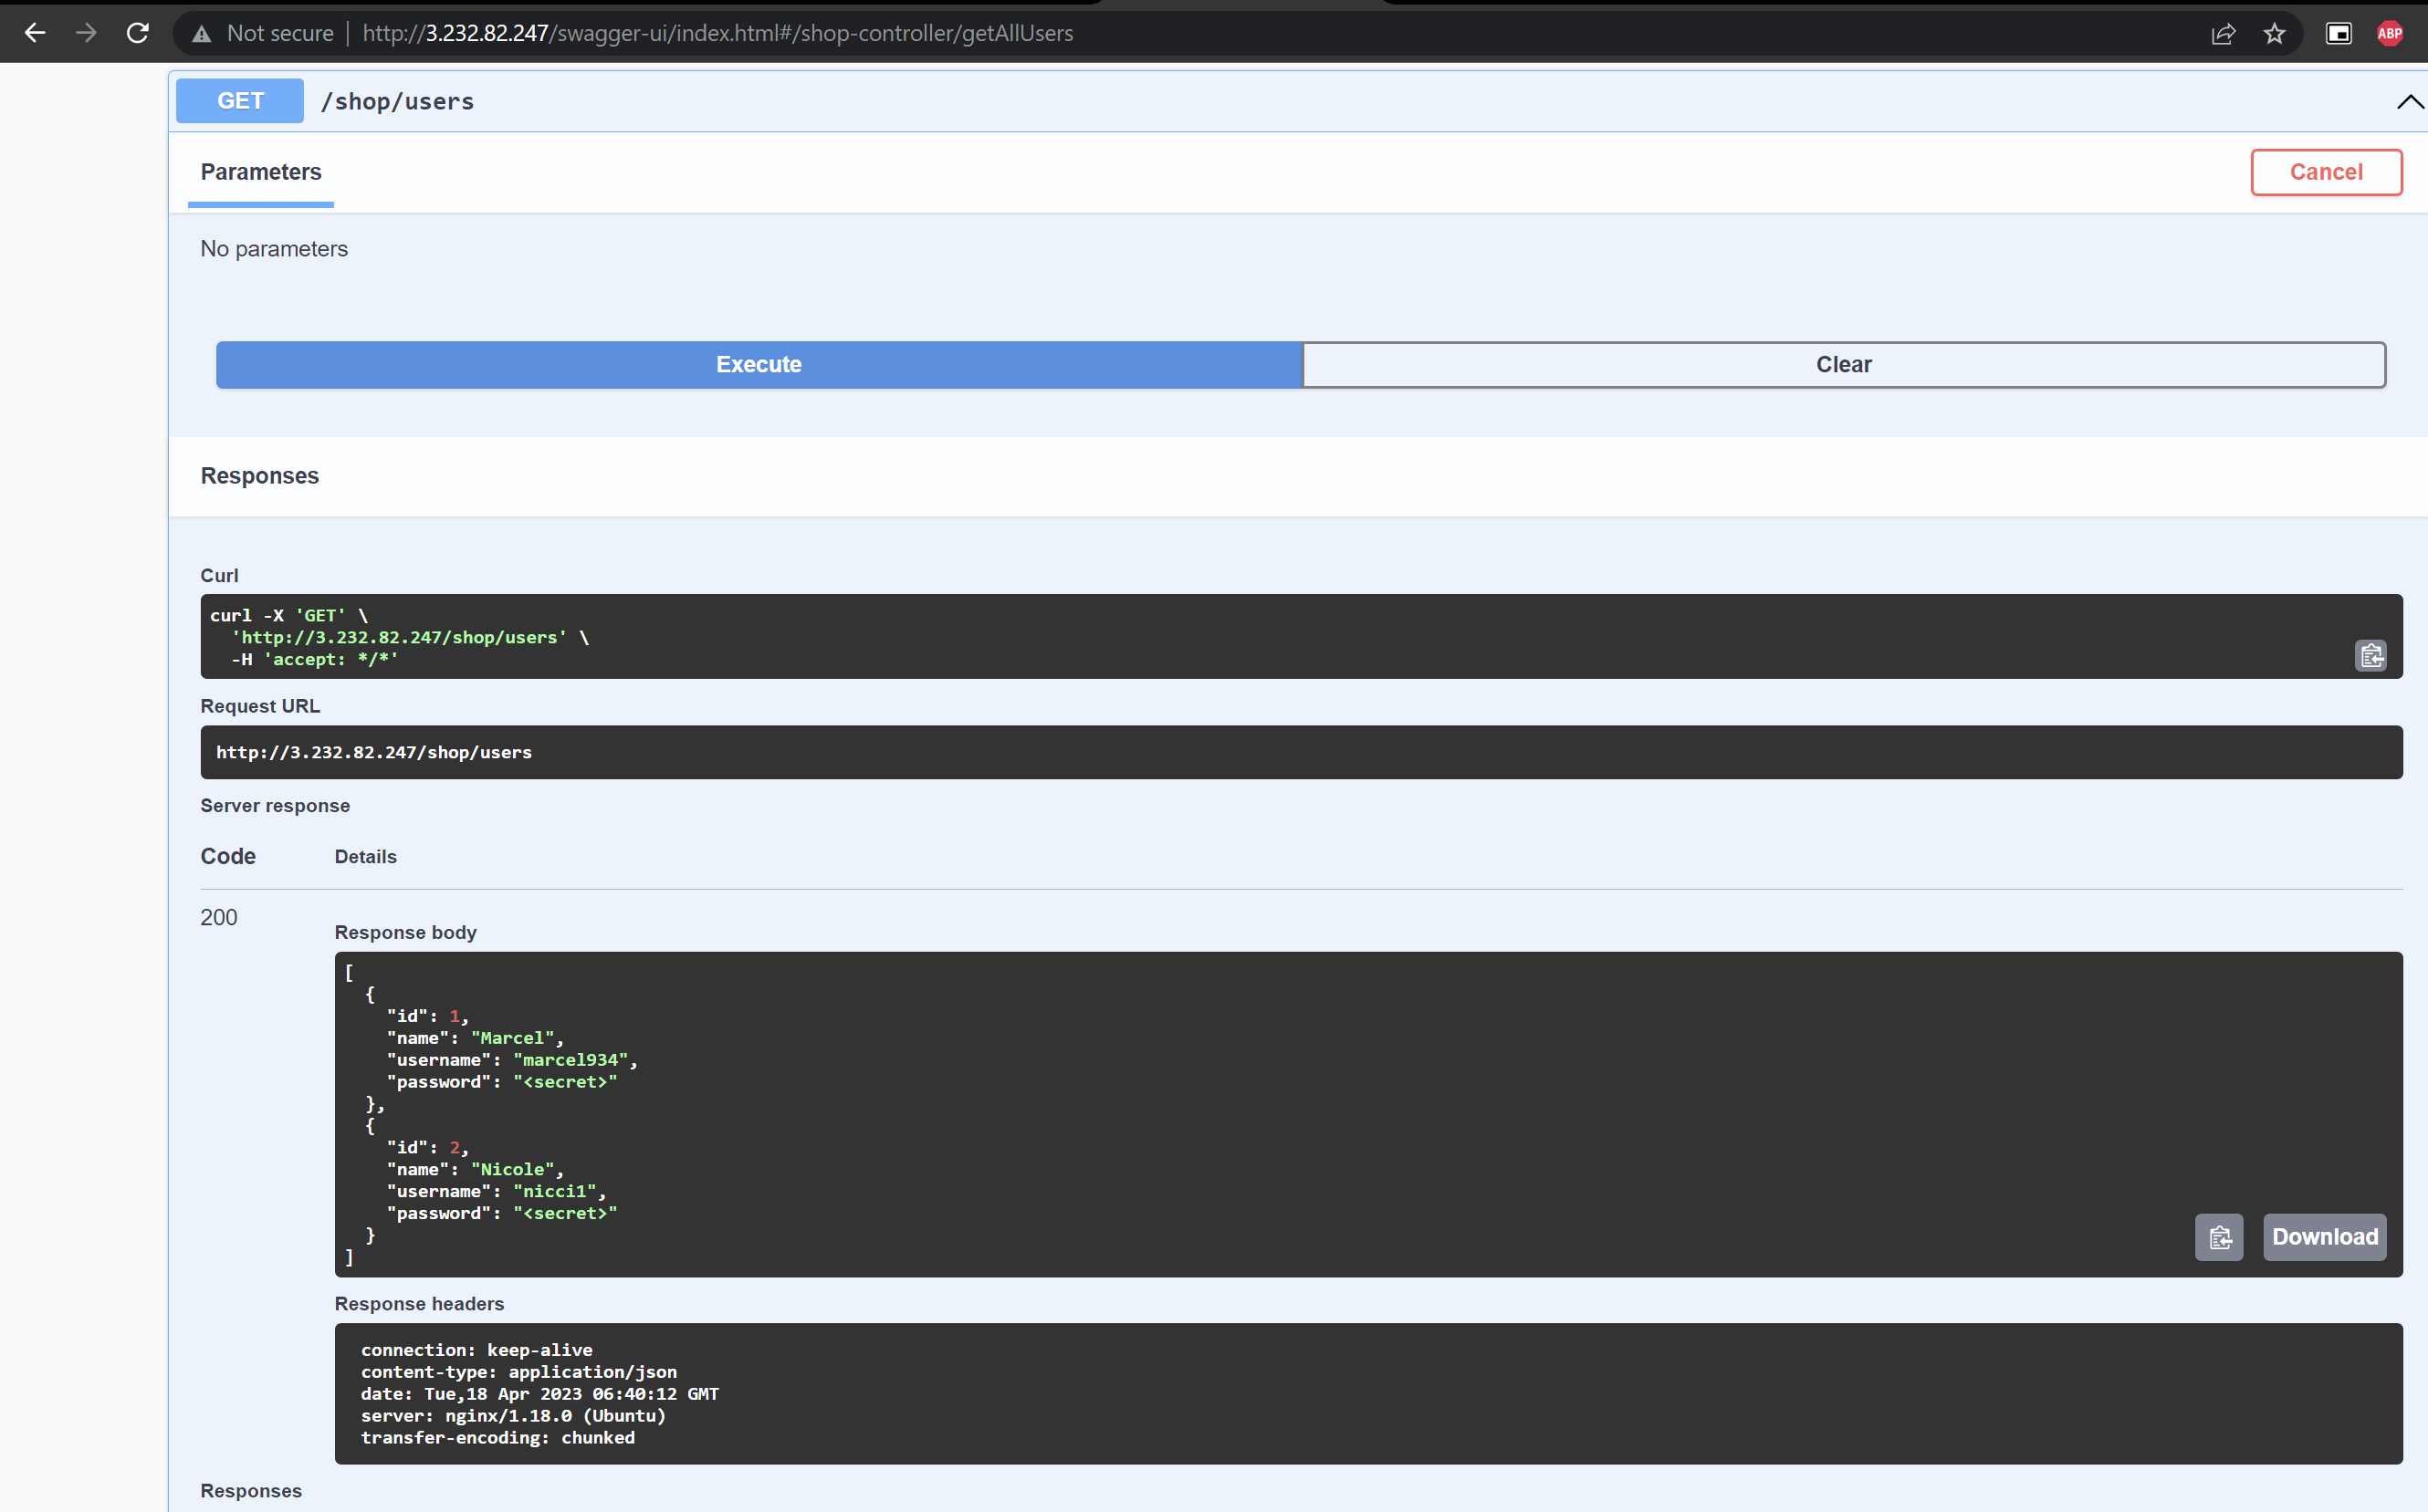 Not secure | http://3.232.82.247/swagger-ui/index.html#/shop-controller/getAllUsers
ABP
GET /shop/users
Parameters
Cancel
No parameters
Execute
Clear
Responses
Curl
curl -X 'GET' \
  'http://3.232.82.247/shop/users' \
  -H 'accept: */*'
Request URL
http://3.232.82.247/shop/users
Server response
Code Details
200
Response body
[
  {
    "id": 1,
    "name": "Marcel",
    "username": "marcel934",
    "password": "<secret>"
  },
  {
    "id": 2,
    "name": "Nicole",
    "username": "nicci1",
    "password": "<secret>"
  }
]
Download
Response headers
connection: keep-alive
content-type: application/json
date: Tue,18 Apr 2023 06:40:12 GMT
server: nginx/1.18.0 (Ubuntu)
transfer-encoding: chunked
Responses